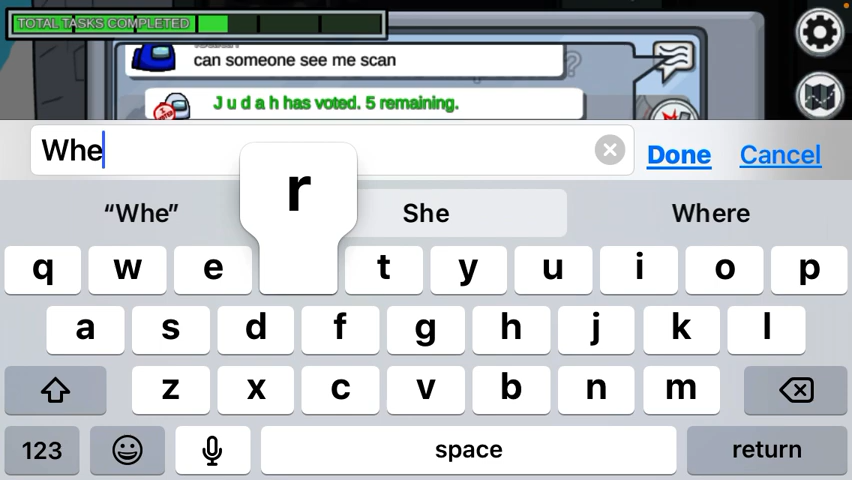 TOTAL TASKS COMPLETED
can someone see me scan
J u d a h has voted. 5 remaining.
Whe
Done
Cancel
r
“Whe”
She
Where
q w e t y u i o p
a s d f g h j k l
z x c v b n m
123
space
return